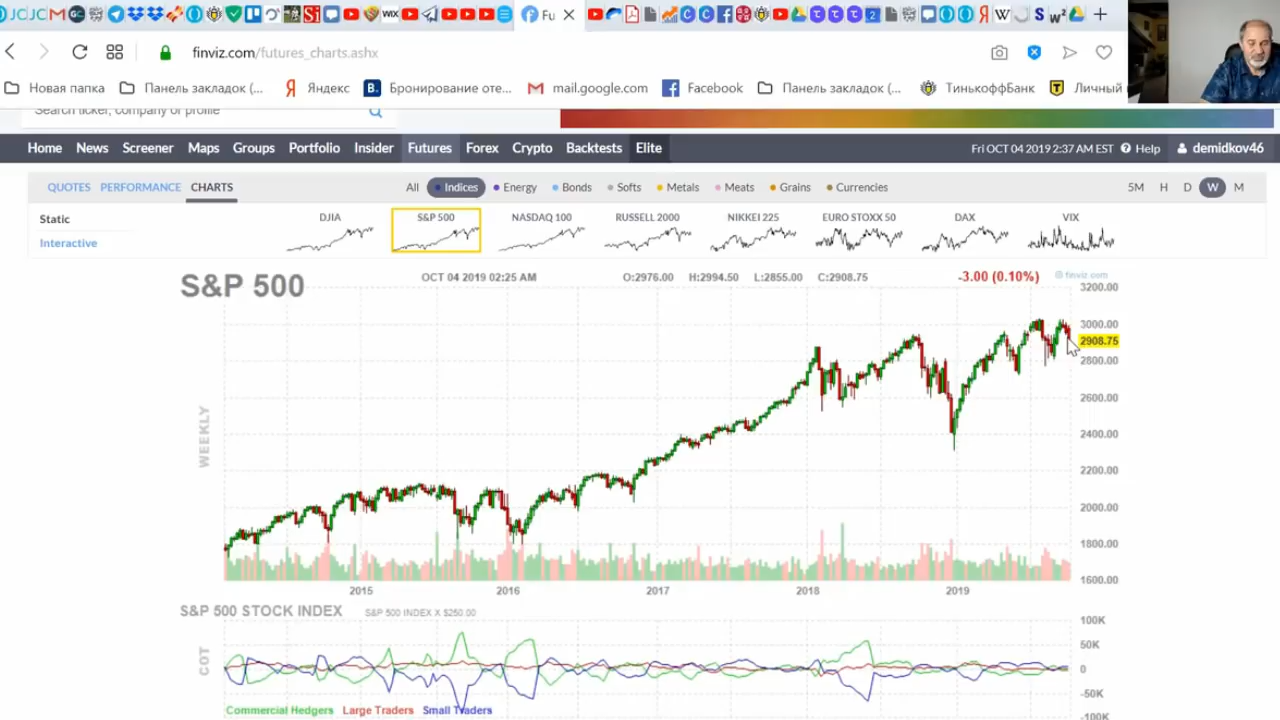 Fu
finviz.com/futures_charts.ashx
Новая папка
Панель закладок (...
Яндекс
Бронирование оте...
mail.google.com
Facebook
Панель закладок (...
ТинькоффБанк
Личный
Search ticker, company or profile
Home News Screener Maps Groups Portfolio Insider Futures Forex Crypto Backtests Elite
Fri OCT 04 2019 2:37 AM EST Help demidkov46
QUOTES PERFORMANCE CHARTS
All Indices Energy Bonds Softs Metals Meats Grains Currencies
5M H D W M
Static
Interactive
DJIA S&P 500 NASDAQ 100 RUSSELL 2000 NIKKEI 225 EURO STOXX 50 DAX VIX
S&P 500
OCT 04 2019 02:25 AM O:2976.00 H:2994.50 L:2855.00 C:2908.75 -3.00 (0.10%) © finviz.com
3200.00
3000.00
2908.75
2800.00
2600.00
2400.00
2200.00
2000.00
1800.00
1600.00
WEEKLY
2015 2016 2017 2018 2019
S&P 500 STOCK INDEX S&P 500 INDEX X $250.00
100K
50K
0
-50K
-100K
COT
Commercial Hedgers Large Traders Small Traders